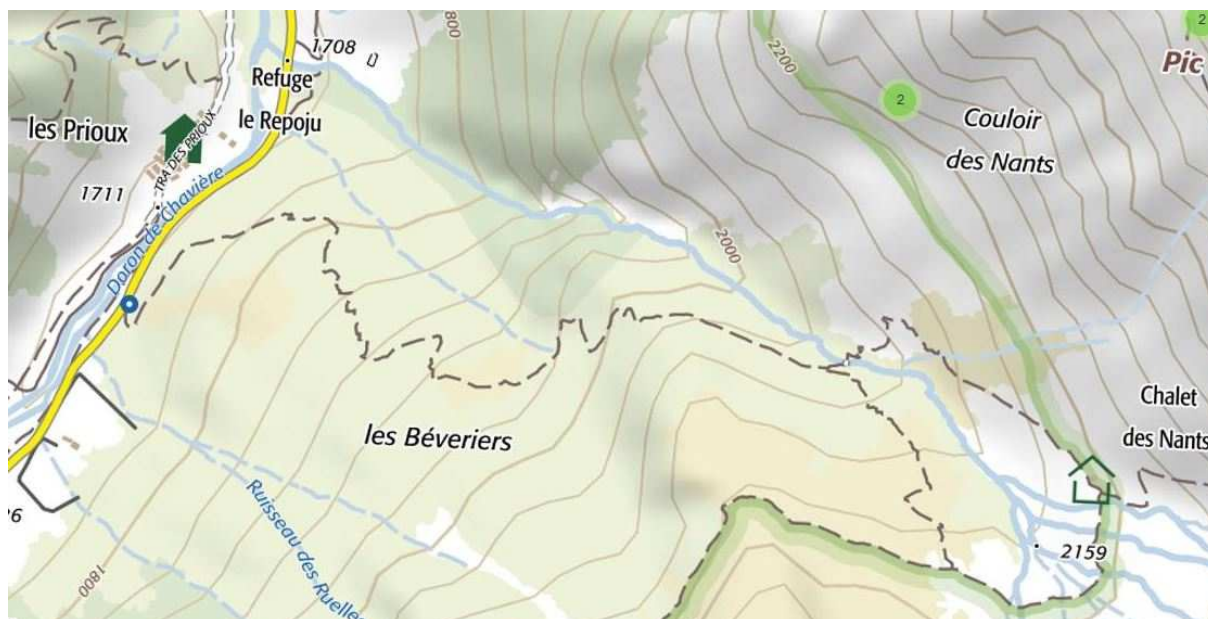 1708
Refuge
le Repoju
les Prioux
TRA DES PRIOUX
1711
Doron de Chavière
800
2200
2
2
Pic
Couloir
des Nants
2000
Chalet
des Nants
les Béveriers
Ruisseau des Ruelles
1800
2159
6